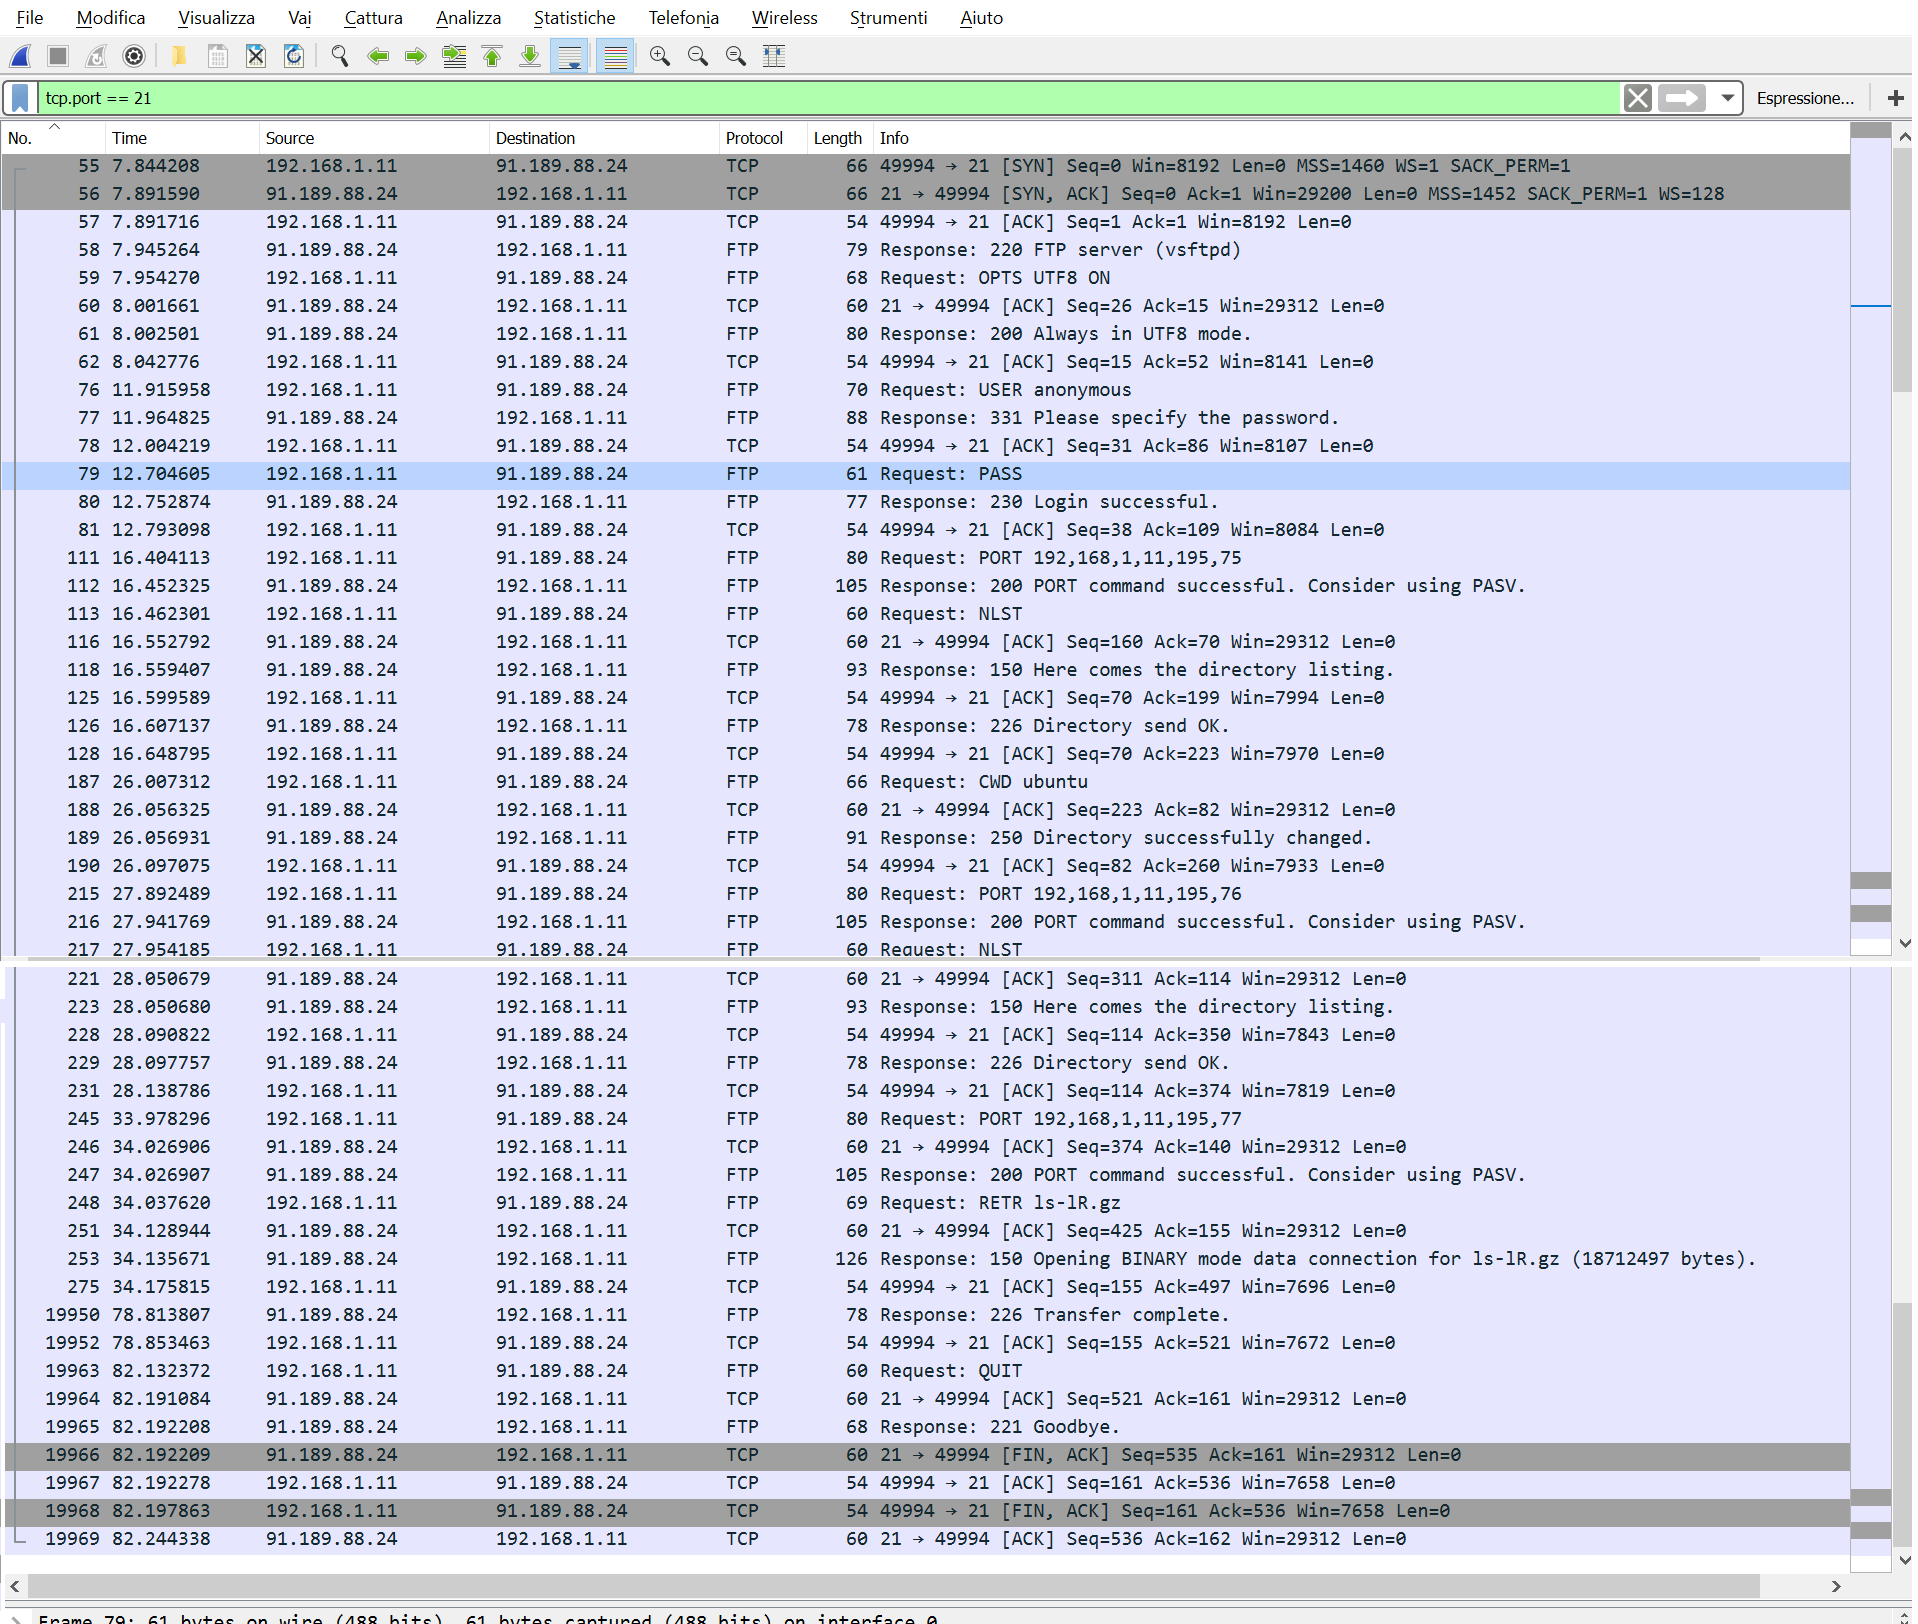 File Modifica Visualizza Vai Cattura Analizza Statistiche Telefonia Wireless Strumenti Aiuto
tcp.port == 21 Espressione... +
No. Time Source Destination Protocol Length Info
55 7.844208 192.168.1.11 91.189.88.24 TCP 66 49994 → 21 [SYN] Seq=0 Win=8192 Len=0 MSS=1460 WS=1 SACK_PERM=1
56 7.891590 91.189.88.24 192.168.1.11 TCP 66 21 → 49994 [SYN, ACK] Seq=0 Ack=1 Win=29200 Len=0 MSS=1452 SACK_PERM=1 WS=128
57 7.891716 192.168.1.11 91.189.88.24 TCP 54 49994 → 21 [ACK] Seq=1 Ack=1 Win=8192 Len=0
58 7.945264 91.189.88.24 192.168.1.11 FTP 79 Response: 220 FTP server (vsftpd)
59 7.954270 192.168.1.11 91.189.88.24 FTP 68 Request: OPTS UTF8 ON
60 8.001661 91.189.88.24 192.168.1.11 TCP 60 21 → 49994 [ACK] Seq=26 Ack=15 Win=29312 Len=0
61 8.002501 91.189.88.24 192.168.1.11 FTP 80 Response: 200 Always in UTF8 mode.
62 8.042776 192.168.1.11 91.189.88.24 TCP 54 49994 → 21 [ACK] Seq=15 Ack=52 Win=8141 Len=0
76 11.915958 192.168.1.11 91.189.88.24 FTP 70 Request: USER anonymous
77 11.964825 91.189.88.24 192.168.1.11 FTP 88 Response: 331 Please specify the password.
78 12.004219 192.168.1.11 91.189.88.24 TCP 54 49994 → 21 [ACK] Seq=31 Ack=86 Win=8107 Len=0
79 12.704605 192.168.1.11 91.189.88.24 FTP 61 Request: PASS
80 12.752874 91.189.88.24 192.168.1.11 FTP 77 Response: 230 Login successful.
81 12.793098 192.168.1.11 91.189.88.24 TCP 54 49994 → 21 [ACK] Seq=38 Ack=109 Win=8084 Len=0
111 16.404113 192.168.1.11 91.189.88.24 FTP 80 Request: PORT 192,168,1,11,195,75
112 16.452325 91.189.88.24 192.168.1.11 FTP 105 Response: 200 PORT command successful. Consider using PASV.
113 16.462301 192.168.1.11 91.189.88.24 FTP 60 Request: NLST
116 16.552792 91.189.88.24 192.168.1.11 TCP 60 21 → 49994 [ACK] Seq=160 Ack=70 Win=29312 Len=0
118 16.559407 91.189.88.24 192.168.1.11 FTP 93 Response: 150 Here comes the directory listing.
125 16.599589 192.168.1.11 91.189.88.24 TCP 54 49994 → 21 [ACK] Seq=70 Ack=199 Win=7994 Len=0
126 16.607137 91.189.88.24 192.168.1.11 FTP 78 Response: 226 Directory send OK.
128 16.648795 192.168.1.11 91.189.88.24 TCP 54 49994 → 21 [ACK] Seq=70 Ack=223 Win=7970 Len=0
187 26.007312 192.168.1.11 91.189.88.24 FTP 66 Request: CWD ubuntu
188 26.056325 91.189.88.24 192.168.1.11 TCP 60 21 → 49994 [ACK] Seq=223 Ack=82 Win=29312 Len=0
189 26.056931 91.189.88.24 192.168.1.11 FTP 91 Response: 250 Directory successfully changed.
190 26.097075 192.168.1.11 91.189.88.24 TCP 54 49994 → 21 [ACK] Seq=82 Ack=260 Win=7933 Len=0
215 27.892489 192.168.1.11 91.189.88.24 FTP 80 Request: PORT 192,168,1,11,195,76
216 27.941769 91.189.88.24 192.168.1.11 FTP 105 Response: 200 PORT command successful. Consider using PASV.
217 27.954185 192.168.1.11 91.189.88.24 FTP 60 Request: NLST
221 28.050679 91.189.88.24 192.168.1.11 TCP 60 21 → 49994 [ACK] Seq=311 Ack=114 Win=29312 Len=0
223 28.050680 91.189.88.24 192.168.1.11 FTP 93 Response: 150 Here comes the directory listing.
228 28.090822 192.168.1.11 91.189.88.24 TCP 54 49994 → 21 [ACK] Seq=114 Ack=350 Win=7843 Len=0
229 28.097757 91.189.88.24 192.168.1.11 FTP 78 Response: 226 Directory send OK.
231 28.138786 192.168.1.11 91.189.88.24 TCP 54 49994 → 21 [ACK] Seq=114 Ack=374 Win=7819 Len=0
245 33.978296 192.168.1.11 91.189.88.24 FTP 80 Request: PORT 192,168,1,11,195,77
246 34.026906 91.189.88.24 192.168.1.11 TCP 60 21 → 49994 [ACK] Seq=374 Ack=140 Win=29312 Len=0
247 34.026907 91.189.88.24 192.168.1.11 FTP 105 Response: 200 PORT command successful. Consider using PASV.
248 34.037620 192.168.1.11 91.189.88.24 FTP 69 Request: RETR ls-lR.gz
251 34.128944 91.189.88.24 192.168.1.11 TCP 60 21 → 49994 [ACK] Seq=425 Ack=155 Win=29312 Len=0
253 34.135671 91.189.88.24 192.168.1.11 FTP 126 Response: 150 Opening BINARY mode data connection for ls-lR.gz (18712497 bytes).
275 34.175815 192.168.1.11 91.189.88.24 TCP 54 49994 → 21 [ACK] Seq=155 Ack=497 Win=7696 Len=0
19950 78.813807 91.189.88.24 192.168.1.11 FTP 78 Response: 226 Transfer complete.
19952 78.853463 192.168.1.11 91.189.88.24 TCP 54 49994 → 21 [ACK] Seq=155 Ack=521 Win=7672 Len=0
19963 82.132372 192.168.1.11 91.189.88.24 FTP 60 Request: QUIT
19964 82.191084 91.189.88.24 192.168.1.11 TCP 60 21 → 49994 [ACK] Seq=521 Ack=161 Win=29312 Len=0
19965 82.192208 91.189.88.24 192.168.1.11 FTP 68 Response: 221 Goodbye.
19966 82.192209 91.189.88.24 192.168.1.11 TCP 60 21 → 49994 [FIN, ACK] Seq=535 Ack=161 Win=29312 Len=0
19967 82.192278 192.168.1.11 91.189.88.24 TCP 54 49994 → 21 [ACK] Seq=161 Ack=536 Win=7658 Len=0
19968 82.197863 192.168.1.11 91.189.88.24 TCP 54 49994 → 21 [FIN, ACK] Seq=161 Ack=536 Win=7658 Len=0
19969 82.244338 91.189.88.24 192.168.1.11 TCP 60 21 → 49994 [ACK] Seq=536 Ack=162 Win=29312 Len=0
Frame 79: 61 bytes on wire (488 bits), 61 bytes captured (488 bits) on interface 0